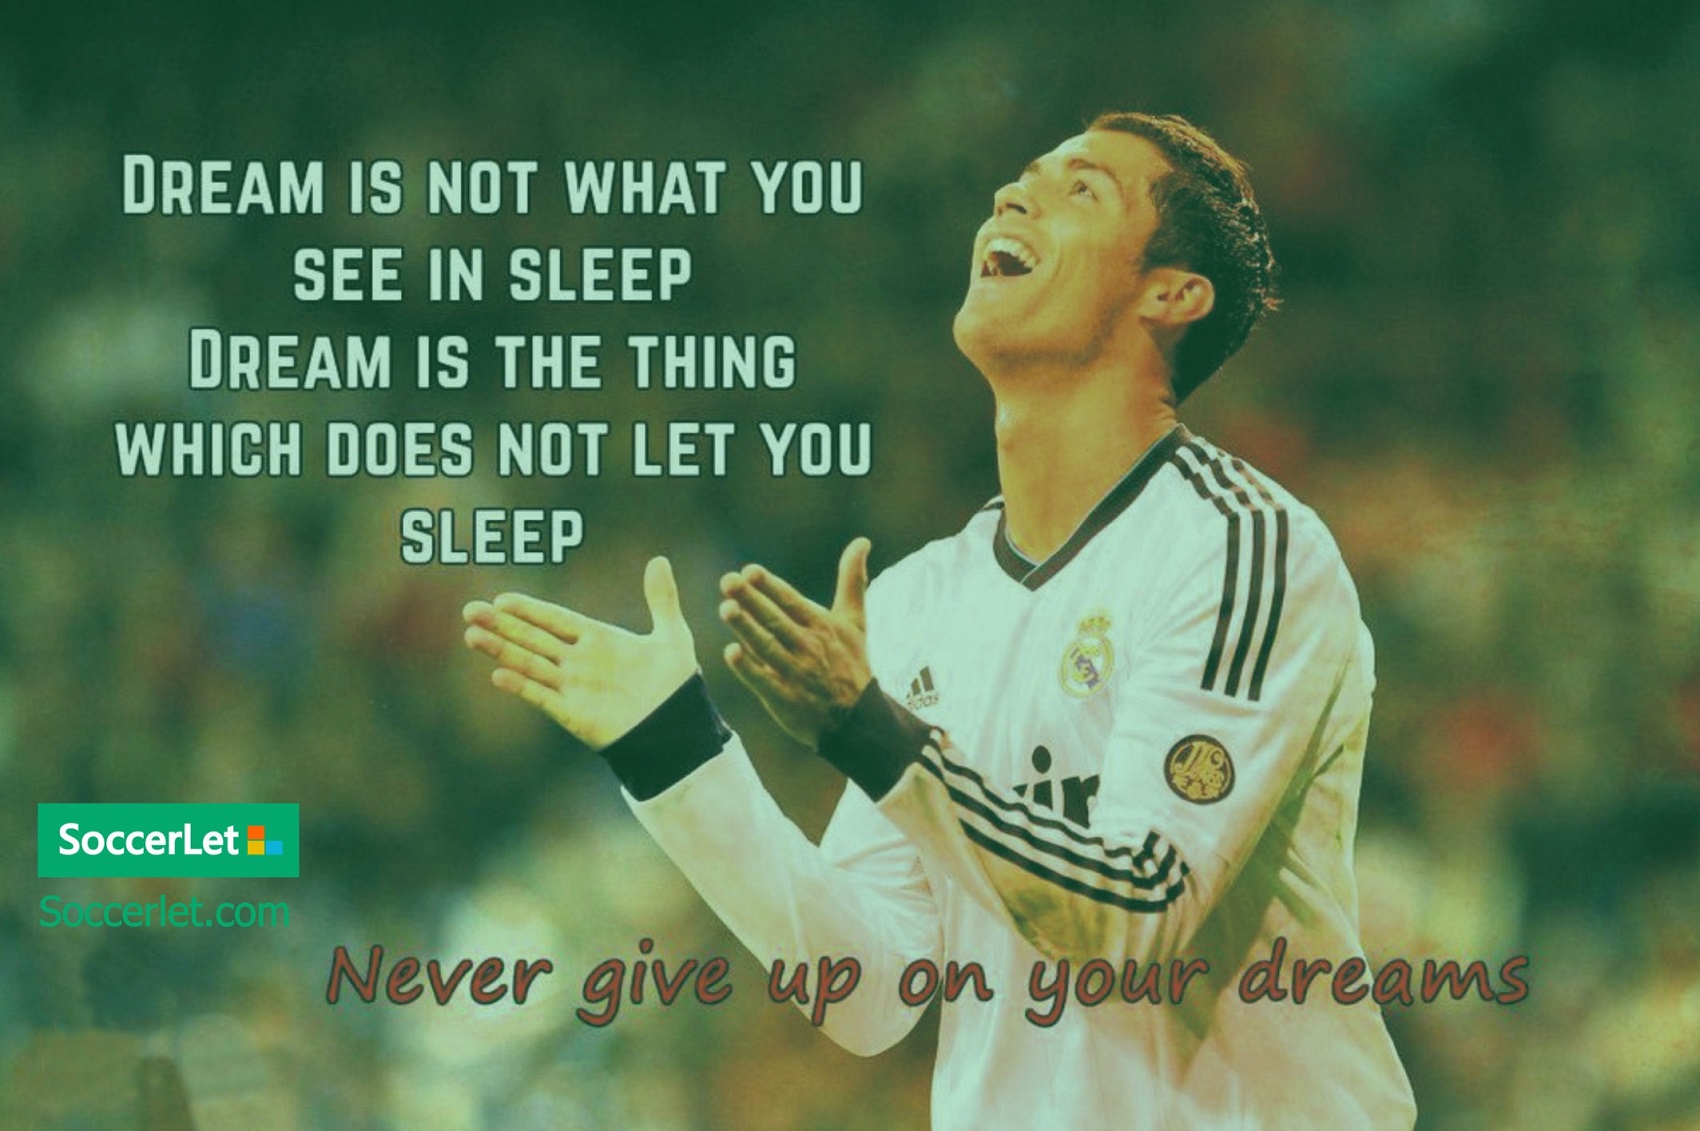 Dream is not what you
see in sleep
Dream is the thing
which does not let you
sleep
adidas
SoccerLet
Soccerlet.com
Never give up on your dreams